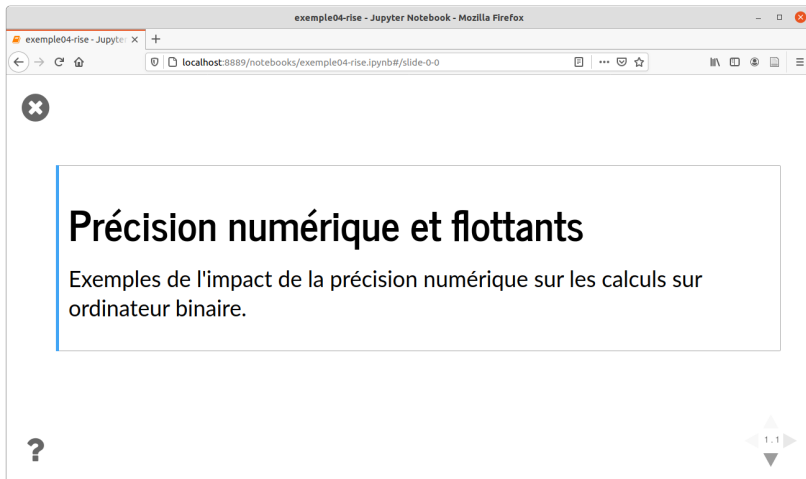 exemple04-rise - Jupyter Notebook - Mozilla Firefox
exemple04-rise - Jupyter
localhost:8889/notebooks/exemple04-rise.ipynb#/slide-0-0
Précision numérique et flottants
Exemples de l'impact de la précision numérique sur les calculs sur
ordinateur binaire.
?
1.1